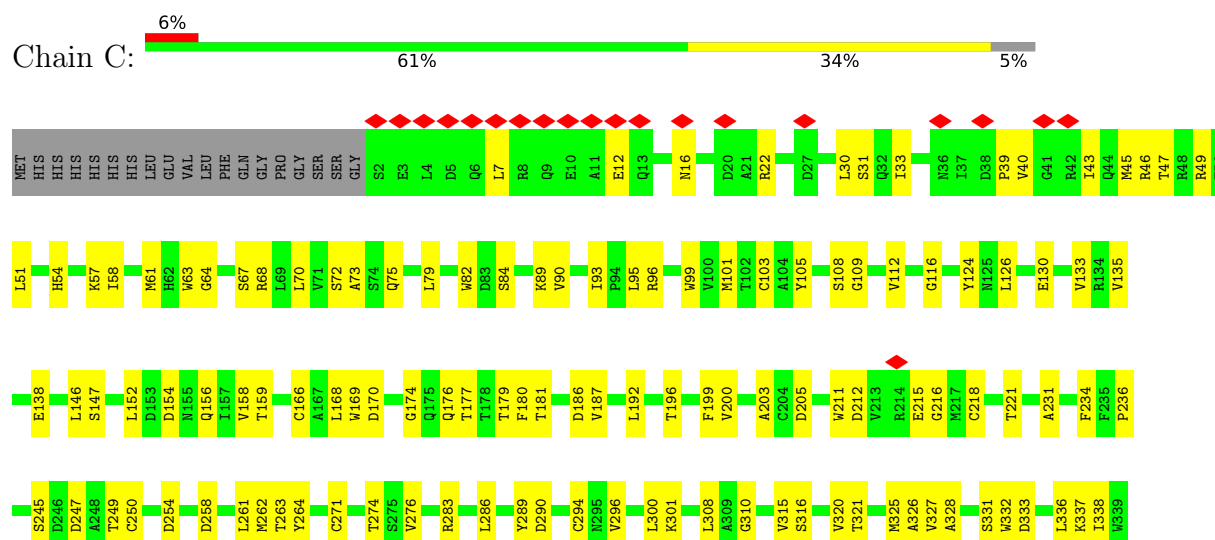 6%
Chain C:
61% 34% 5%
MET HIS HIS HIS HIS HIS HIS LEU GLU VAL LEU PHE GLN GLY PRO GLY SER SER GLY S2 E3 L4 D5 Q6 L7 R8 Q9 E10 A11 E12 Q13 N16 D20 A21 R22 D27 L30 S31 Q32 I33 N36 I37 D38 P39 V40 G41 R42 I43 Q44 M45 R46 T47 R48 R49
L51 H54 K57 I58 M61 H62 W63 G64 S67 R68 L69 L70 V71 S72 A73 S74 Q75 L79 W82 D83 S84 K89 V90 I93 P94 L95 R96 W99 V100 M101 T102 C103 A104 Y105 S108 G109 V112 G116 Y124 N125 L126 E130 V133 R134 V135
E138 L146 S147 L152 D153 D154 N155 Q156 I157 V158 T159 C166 A167 L168 W169 D170 G174 Q175 Q176 T177 T178 T179 F180 T181 D186 V187 L192 T196 F199 V200 A203 C204 D205 W211 D212 V213 R214 E215 G216 M217 C218 T221 A231 F234 F235 P236
S245 D246 D247 A248 T249 C250 D254 D258 L261 M262 T263 Y264 C271 T274 S275 V276 R283 L286 Y289 D290 C294 N295 V296 L300 K301 L308 A309 G310 V315 S316 V320 T321 M325 A326 V327 A328 S331 W332 D333 L336 K337 I338 W339